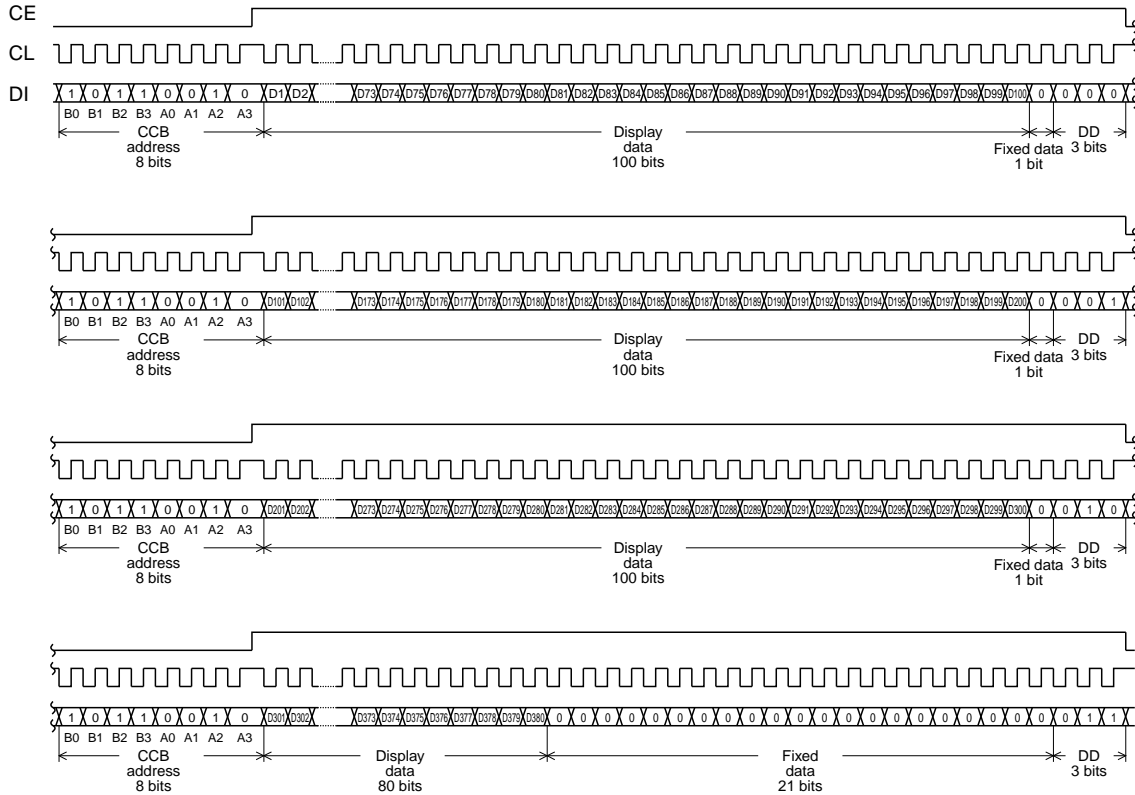 CE
CL
DI
1 0 1 1 0 0 1 0 D1 D2 D73 D74 D75 D76 D77 D78 D79 D80 D81 D82 D83 D84 D85 D86 D87 D88 D89 D90 D91 D92 D93 D94 D95 D96 D97 D98 D99 D100 0 0 0 0
B0 B1 B2 B3 A0 A1 A2 A3
CCB address 8 bits
Display data 100 bits
Fixed data 1 bit
DD 3 bits
1 0 1 1 0 0 1 0 D101 D102 D173 D174 D175 D176 D177 D178 D179 D180 D181 D182 D183 D184 D185 D186 D187 D188 D189 D190 D191 D192 D193 D194 D195 D196 D197 D198 D199 D200 0 0 0 1
B0 B1 B2 B3 A0 A1 A2 A3
CCB address 8 bits
Display data 100 bits
Fixed data 1 bit
DD 3 bits
1 0 1 1 0 0 1 0 D201 D202 D273 D274 D275 D276 D277 D278 D279 D280 D281 D282 D283 D284 D285 D286 D287 D288 D289 D290 D291 D292 D293 D294 D295 D296 D297 D298 D299 D300 0 0 1 0
B0 B1 B2 B3 A0 A1 A2 A3
CCB address 8 bits
Display data 100 bits
Fixed data 1 bit
DD 3 bits
1 0 1 1 0 0 1 0 D301 D302 D373 D374 D375 D376 D377 D378 D379 D380 0 0 0 0 0 0 0 0 0 0 0 0 0 0 0 0 0 0 0 0 0 0 1 1
B0 B1 B2 B3 A0 A1 A2 A3
CCB address 8 bits
Display data 80 bits
Fixed data 21 bits
DD 3 bits